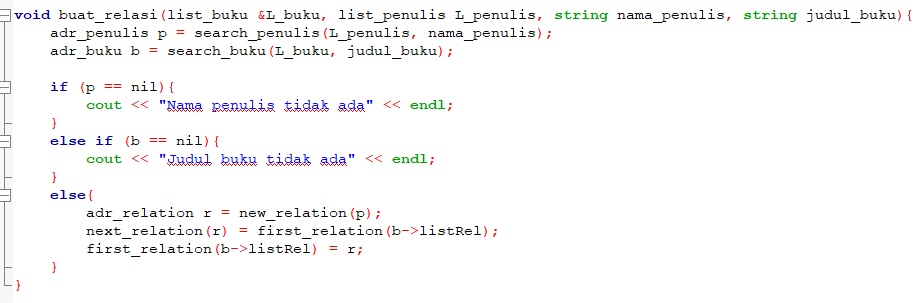 void buat_relasi(list_buku &L_buku, list_penulis L_penulis, string nama_penulis, string judul_buku){
    adr_penulis p = search_penulis(L_penulis, nama_penulis);
    adr_buku b = search_buku(L_buku, judul_buku);

    if (p == nil){
        cout << "Nama penulis tidak ada" << endl;
    }
    else if (b == nil){
        cout << "Judul buku tidak ada" << endl;
    }
    else{
        adr_relation r = new_relation(p);
        next_relation(r) = first_relation(b->listRel);
        first_relation(b->listRel) = r;
    }
}